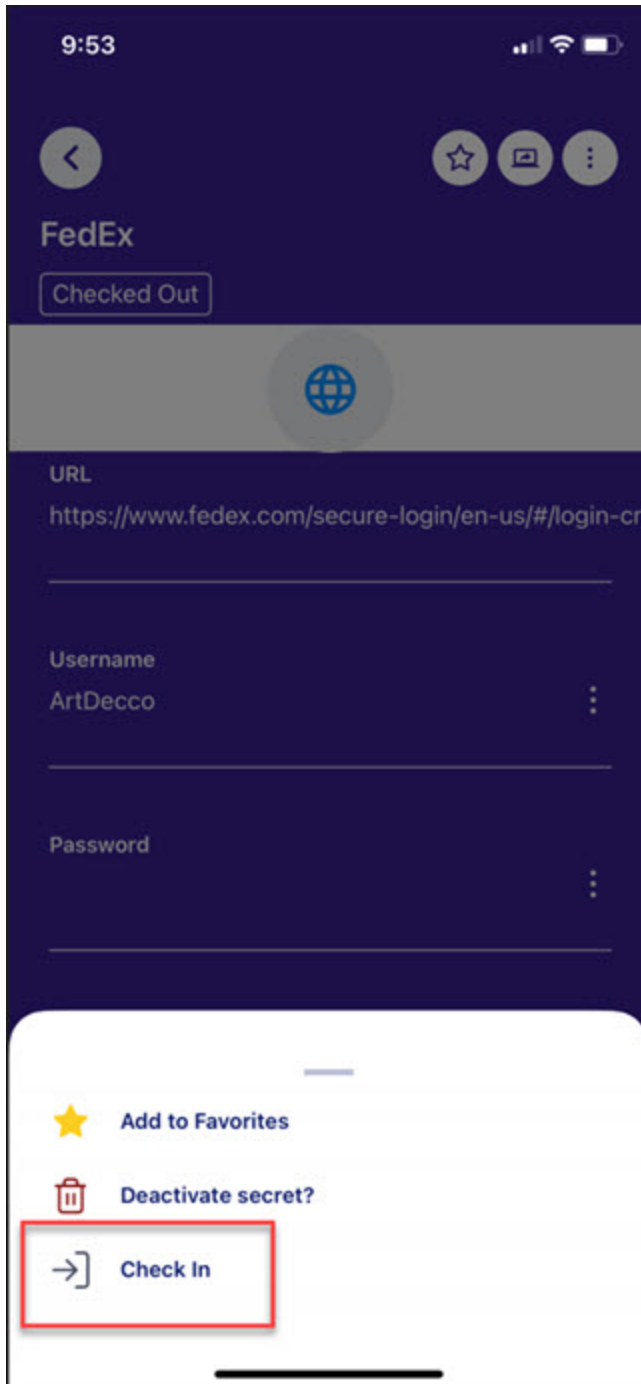 9:53
FedEx
Checked Out
URL
https://www.fedex.com/secure-login/en-us/#/login-cr
Username
ArtDecco
Password
Add to Favorites
Deactivate secret?
Check In